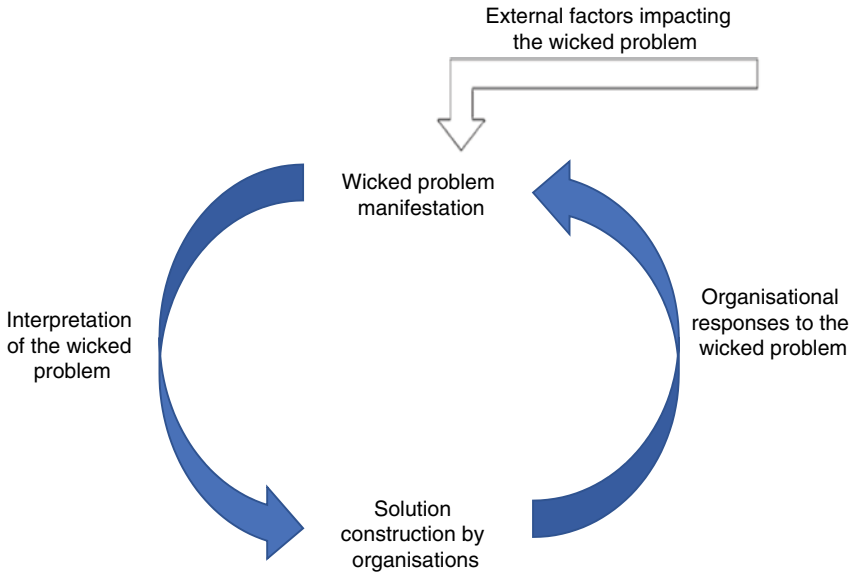 External factors impacting
the wicked problem
Wicked problem
manifestation
Interpretation
of the wicked
problem
Organisational
responses to the
wicked problem
Solution
construction by
organisations